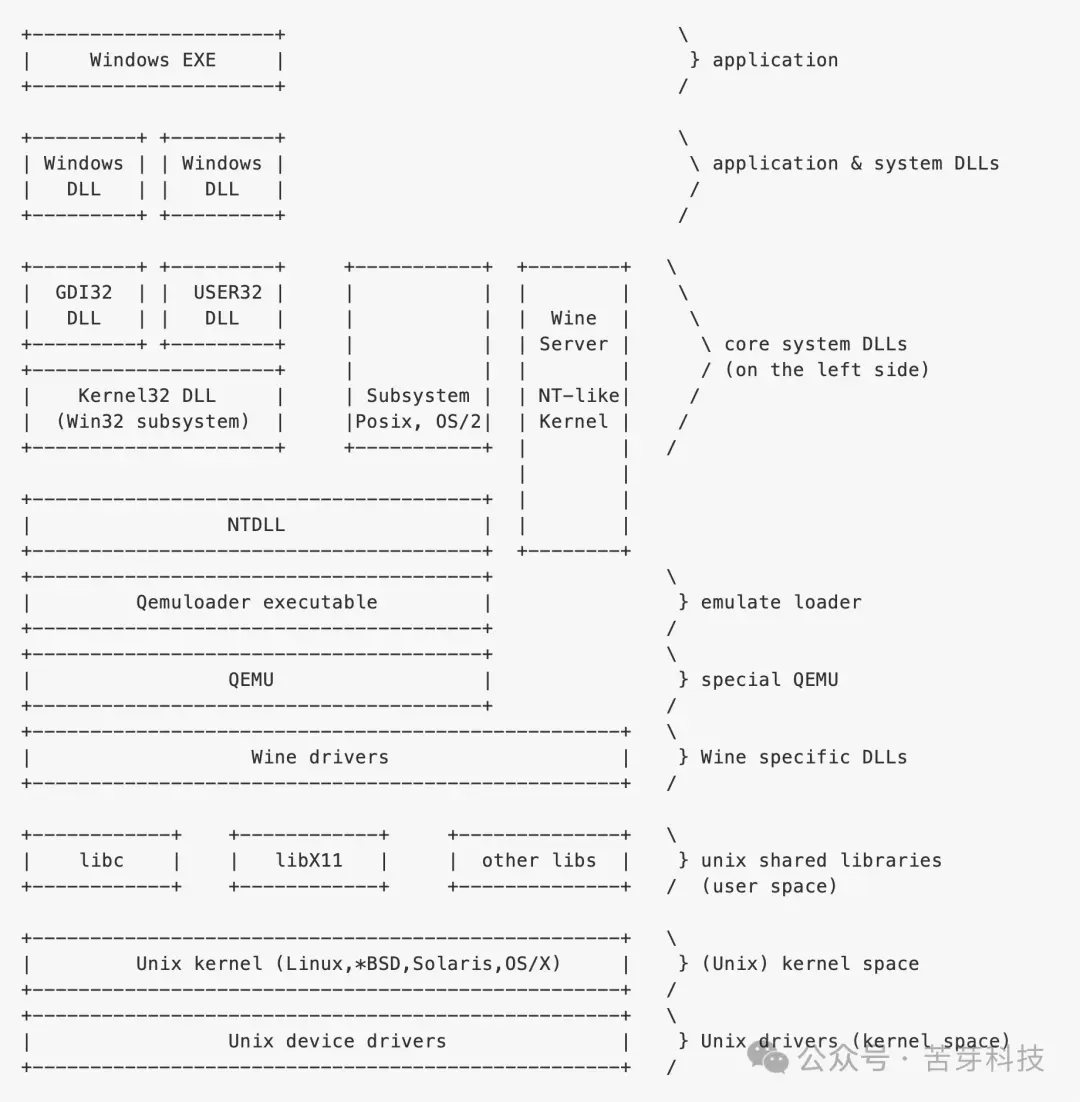 +----------------------+                                  \
|     Windows EXE      |                                   } application
+----------------------+                                  /

+----------+ +----------+                                 \
| Windows | | Windows |                                    \ application & system DLLs
|   DLL   | |   DLL   |                                    /
+---------+ +---------+                                   /

+---------+ +---------+     +-----------+  +--------+    \
|  GDI32  | |  USER32 |     |           |  |        |     \
|   DLL   | |   DLL   |     |           |  |  Wine  |      \
+---------+ +---------+     |           |  | Server |       \ core system DLLs
+---------------------+     |           |  |        |       / (on the left side)
|    Kernel32 DLL     |     | Subsystem |  | NT-like|      /
|  (Win32 subsystem)  |     |Posix, OS/2|  | Kernel |     /
+---------------------+     +-----------+  |        |    /
                                           |        |
+---------------------------------------+  |        |
|                 NTDLL                 |  |        |
+---------------------------------------+  +--------+
+---------------------------------------+               \
|         Qemuloader executable         |                } emulate loader
+---------------------------------------+               /
+---------------------------------------+               \
|                 QEMU                  |                } special QEMU
+---------------------------------------+               /
+---------------------------------------------------+    \
|                   Wine drivers                    |     } Wine specific DLLs
+---------------------------------------------------+    /

+------------+    +------------+     +--------------+    \
|    libc    |    |   libX11   |     |  other libs  |     } unix shared libraries
+------------+    +------------+     +--------------+    /  (user space)

+---------------------------------------------------+    \
|         Unix kernel (Linux,*BSD,Solaris,OS/X)     |     } (Unix) kernel space
+---------------------------------------------------+    /
+---------------------------------------------------+    \
|                 Unix device drivers               |     } Unix drivers (kernel space)
+---------------------------------------------------+    /
公众号 · 苦芽科技